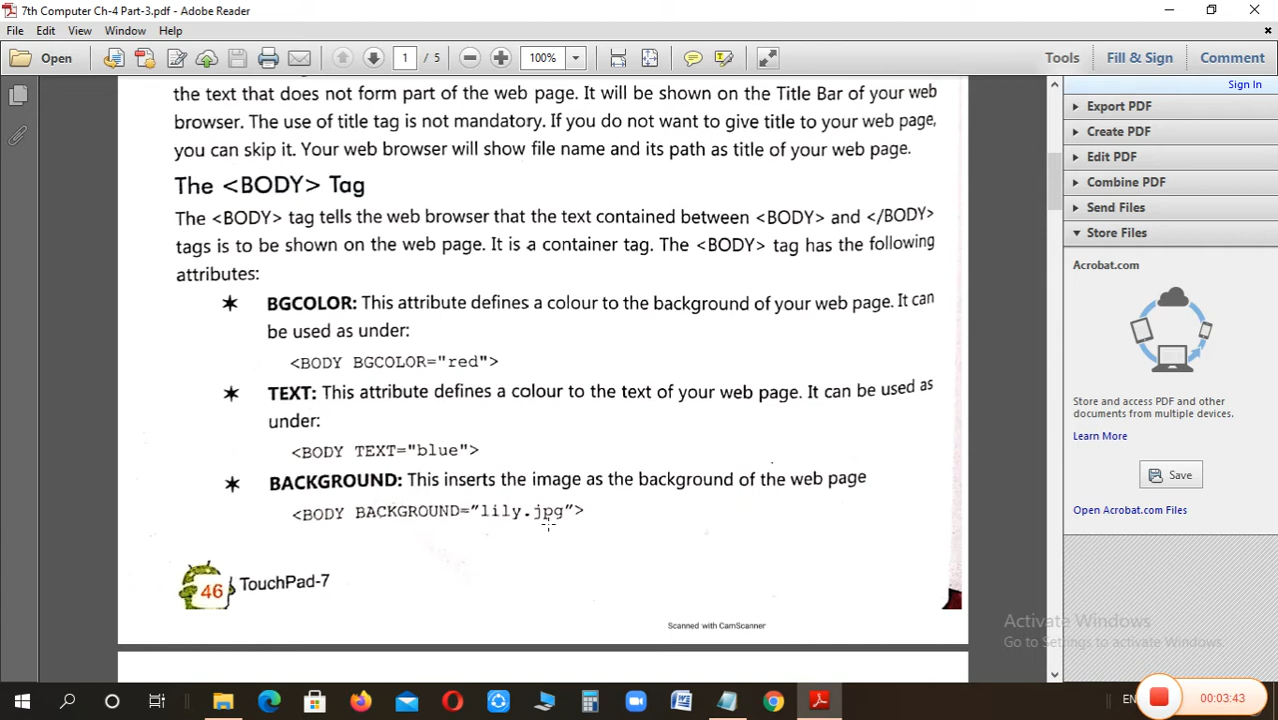 7th Computer Ch-4 Part-3.pdf - Adobe Reader
File Edit View Window Help
Open 1 / 5 100% Tools Fill & Sign Comment
Sign In
the text that does not form part of the web page. It will be shown on the Title Bar of your web
browser. The use of title tag is not mandatory. If you do not want to give title to your web page,
you can skip it. Your web browser will show file name and its path as title of your web page.
The <BODY> Tag
The <BODY> tag tells the web browser that the text contained between <BODY> and </BODY>
tags is to be shown on the web page. It is a container tag. The <BODY> tag has the following
attributes:
BGCOLOR: This attribute defines a colour to the background of your web page. It can
be used as under:
<BODY BGCOLOR="red">
TEXT: This attribute defines a colour to the text of your web page. It can be used as
under:
<BODY TEXT="blue">
BACKGROUND: This inserts the image as the background of the web page
<BODY BACKGROUND="lily.jpg">
46 TouchPad-7
Scanned with CamScanner
Export PDF
Create PDF
Edit PDF
Combine PDF
Send Files
Store Files
Acrobat.com
Store and access PDF and other
documents from multiple devices.
Learn More
Save
Open Acrobat.com Files
Activate Windows
Go to Settings to activate Windows.
EN
00:03:43